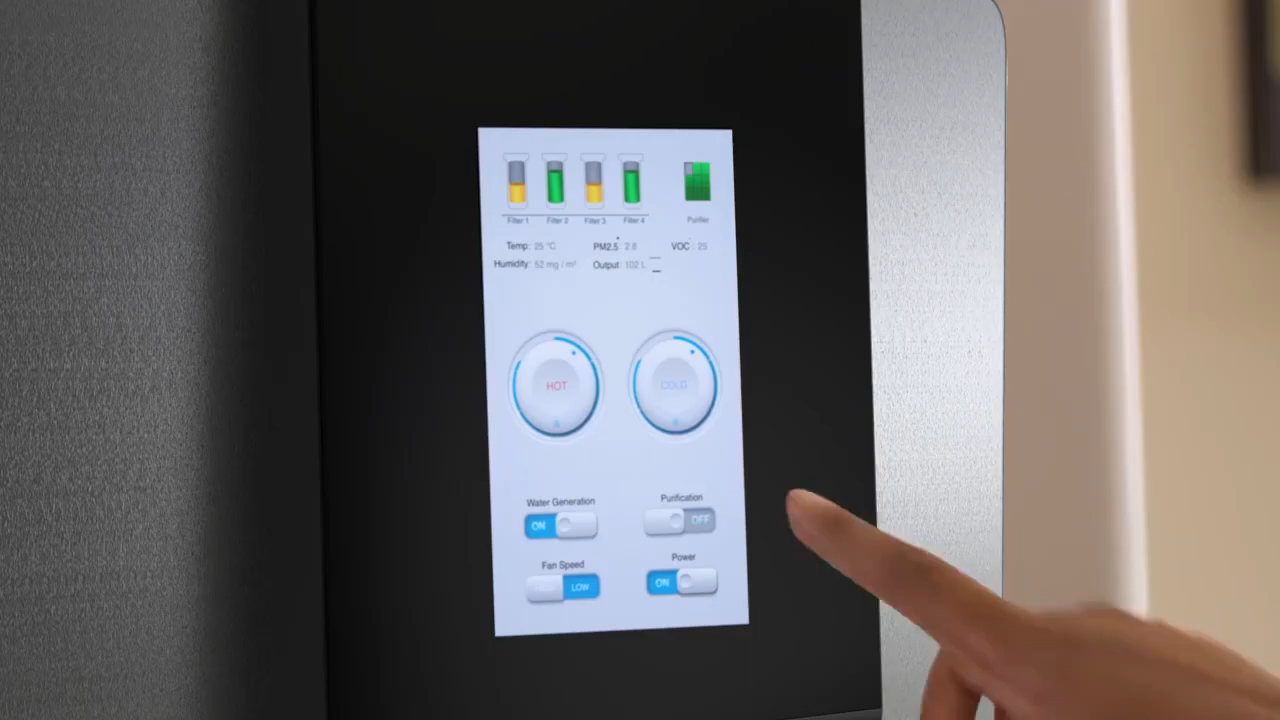 Filter 1 Filter 2 Filter 3 Filter 4 Purifier
Temp: 25 °C PM2.5: 2.8 VOC: 25
Humidity: 52 mg / m³ Output: 102 L
HOT COLD
Water Generation Purification
ON OFF
Fan Speed Power
LOW ON